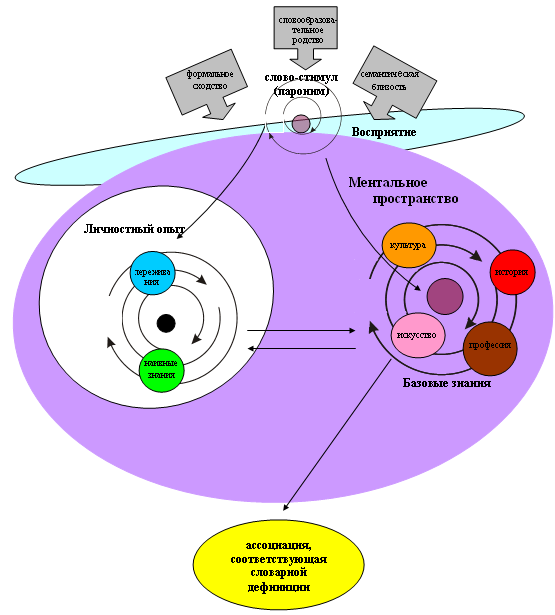 словообразова-
тельное
родство
формальное
сходство
слово-стимул
(пароним)
семантическая
близость
Восприятие
Ментальное
пространство
Личностный опыт
пережива
ния
наивные
знания
культура
история
искусство
профессия
Базовые знания
ассоциация,
соответствующая
словарной
дефиниции